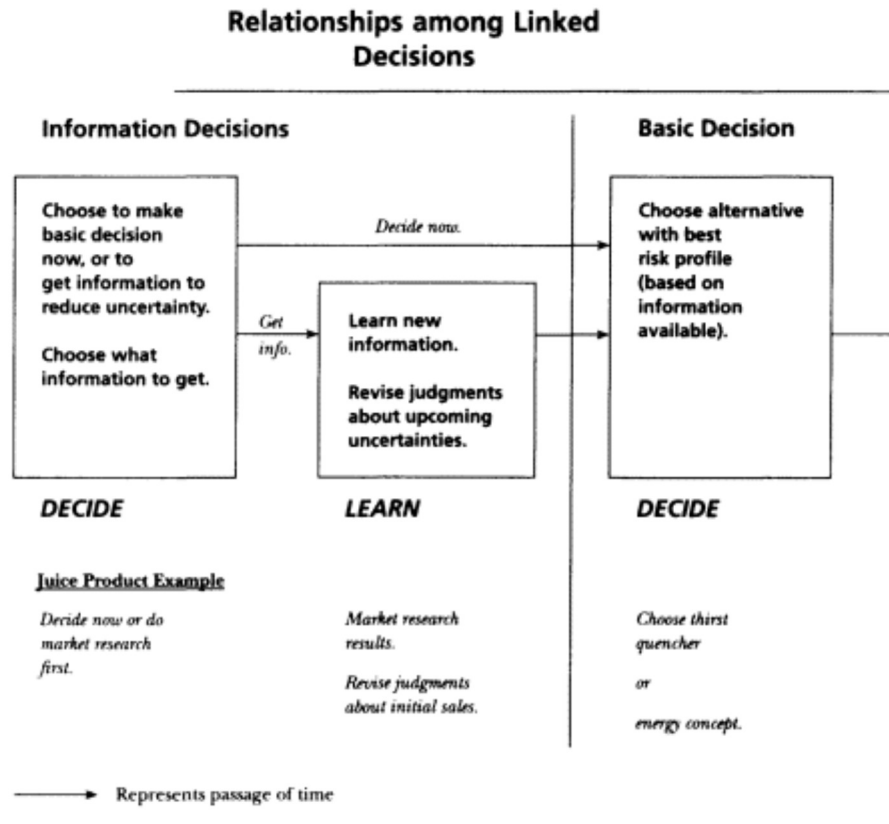 Relationships among Linked
Decisions
Information Decisions
Choose to make
basic decision
now, or to
get information to
reduce uncertainty.
Choose what
information to get.
DECIDE
Decide now.
Get
info.
Learn new
information.
Revise judgments
about upcoming
uncertainties.
LEARN
Basic Decision
Choose alternative
with best
risk profile
(based on
information
available).
DECIDE
Juice Product Example
Decide now or do
market research
first.
Market research
results.
Revise judgments
about initial sales.
Choose thirst
quencher
or
energy concept.
Represents passage of time